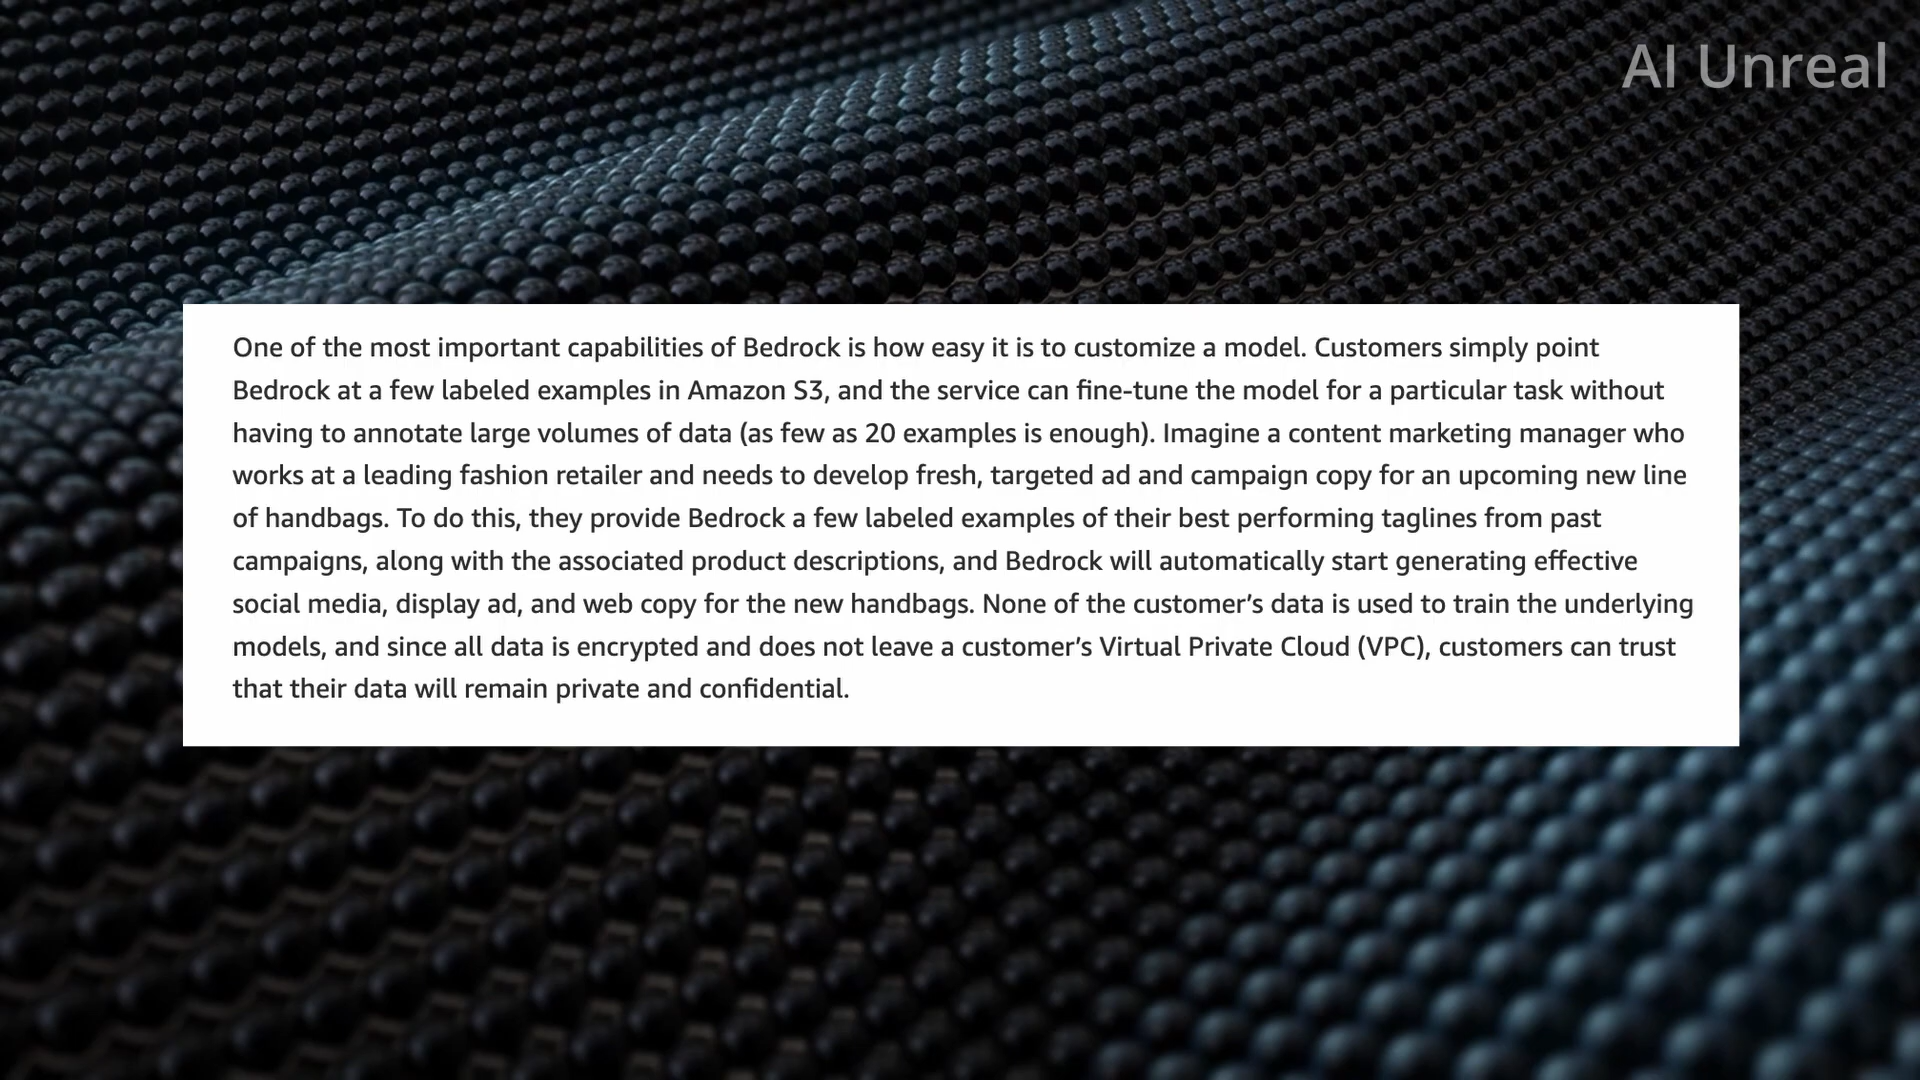 AI Unreal
One of the most important capabilities of Bedrock is how easy it is to customize a model. Customers simply point
Bedrock at a few labeled examples in Amazon S3, and the service can fine-tune the model for a particular task without
having to annotate large volumes of data (as few as 20 examples is enough). Imagine a content marketing manager who
works at a leading fashion retailer and needs to develop fresh, targeted ad and campaign copy for an upcoming new line
of handbags. To do this, they provide Bedrock a few labeled examples of their best performing taglines from past
campaigns, along with the associated product descriptions, and Bedrock will automatically start generating effective
social media, display ad, and web copy for the new handbags. None of the customer’s data is used to train the underlying
models, and since all data is encrypted and does not leave a customer’s Virtual Private Cloud (VPC), customers can trust
that their data will remain private and confidential.